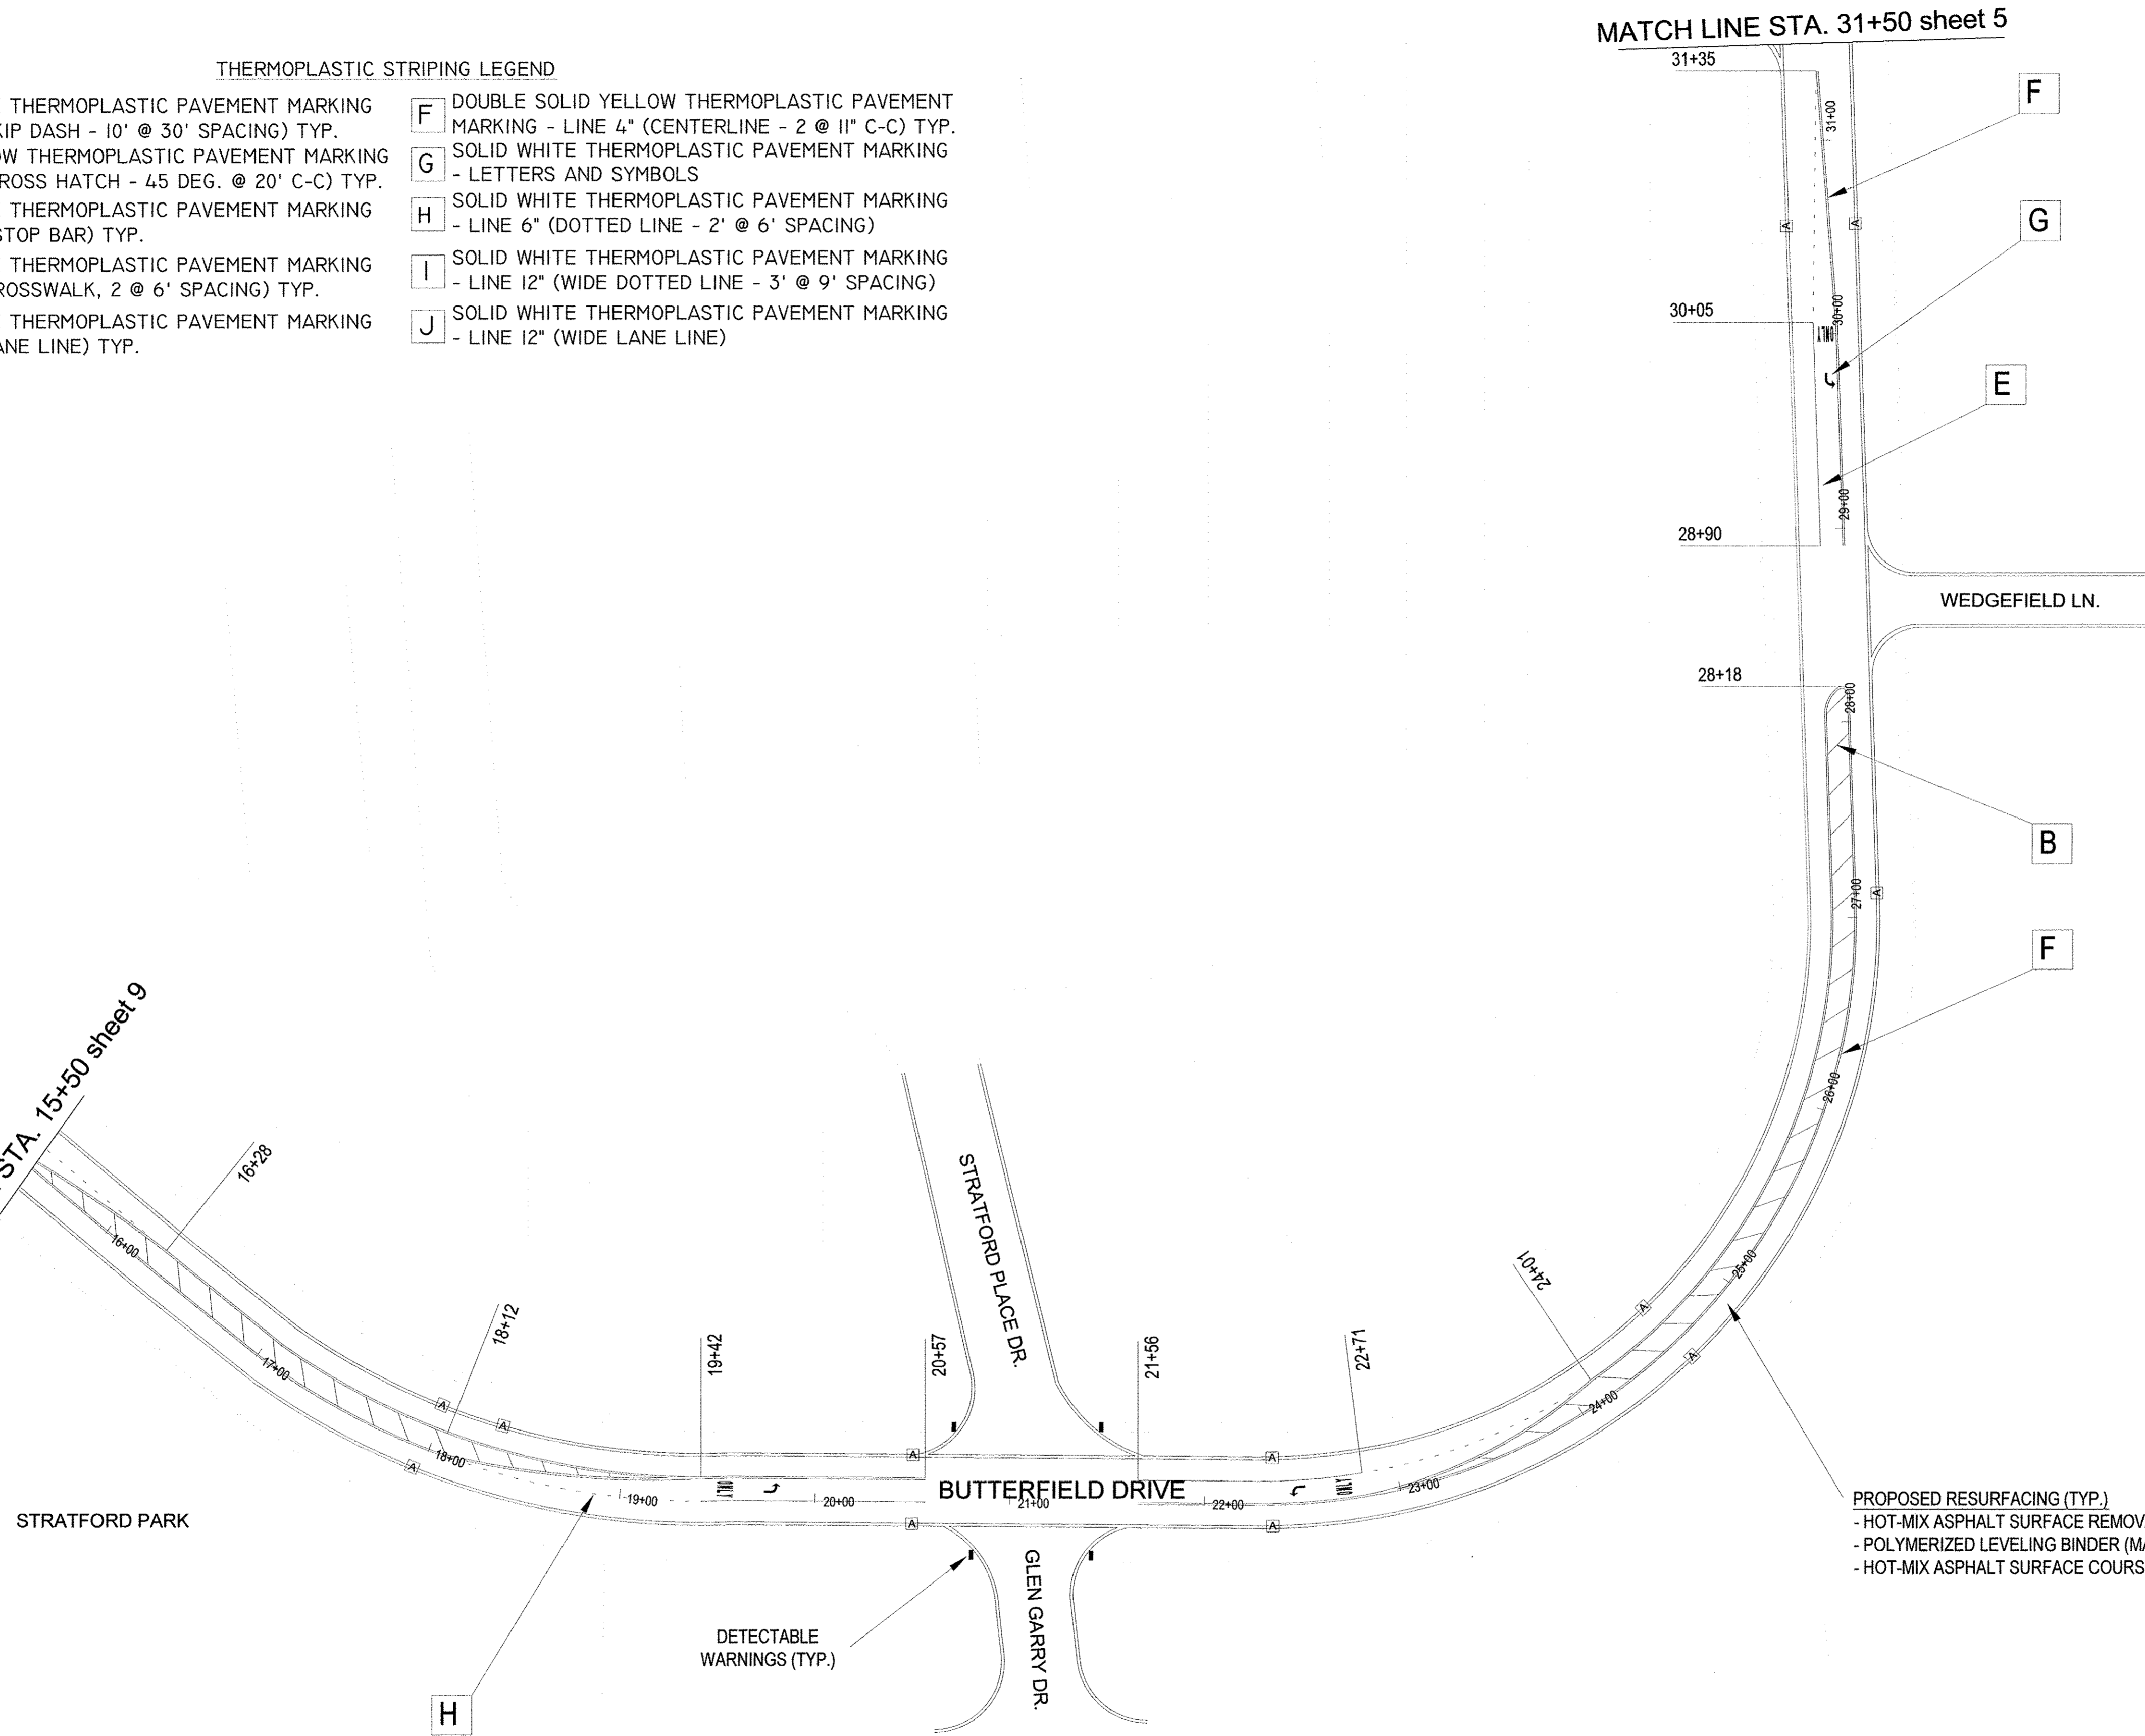 MATCH LINE STA. 31+50 sheet 5
THERMOPLASTIC STRIPING LEGEND
THERMOPLASTIC PAVEMENT MARKING
KIP DASH - 10' @ 30' SPACING) TYP.
OW THERMOPLASTIC PAVEMENT MARKING
ROSS HATCH - 45 DEG. @ 20' C-C) TYP.
THERMOPLASTIC PAVEMENT MARKING
STOP BAR) TYP.
THERMOPLASTIC PAVEMENT MARKING
ROSSWALK, 2 @ 6' SPACING) TYP.
THERMOPLASTIC PAVEMENT MARKING
ANE LINE) TYP.
F DOUBLE SOLID YELLOW THERMOPLASTIC PAVEMENT
MARKING - LINE 4" (CENTERLINE - 2 @ 11" C-C) TYP.
G SOLID WHITE THERMOPLASTIC PAVEMENT MARKING
- LETTERS AND SYMBOLS
H SOLID WHITE THERMOPLASTIC PAVEMENT MARKING
- LINE 6" (DOTTED LINE - 2' @ 6' SPACING)
I SOLID WHITE THERMOPLASTIC PAVEMENT MARKING
- LINE 12" (WIDE DOTTED LINE - 3' @ 9' SPACING)
J SOLID WHITE THERMOPLASTIC PAVEMENT MARKING
- LINE 12" (WIDE LANE LINE)
31+35
31+00
F
A
A
G
30+05
30+00
ONLY
E
29+00
28+90
WEDGEFIELD LN.
28+18
28+00
B
27+00
A
F
26+00
25+00
24+01
24+00
A
A
STA. 15+50 sheet 9
16+28
16+00
17+00
18+12
18+00
A
A
A
19+42
19+00
ONLY
20+00
20+57
A
A
STRATFORD PLACE DR.
BUTTERFIELD DRIVE
21+00
21+56
22+00
22+71
ONLY
23+00
A
A
STRATFORD PARK
GLEN GARRY DR.
DETECTABLE
WARNINGS (TYP.)
H
PROPOSED RESURFACING (TYP.)
- HOT-MIX ASPHALT SURFACE REMOV
- POLYMERIZED LEVELING BINDER (MA
- HOT-MIX ASPHALT SURFACE COURS